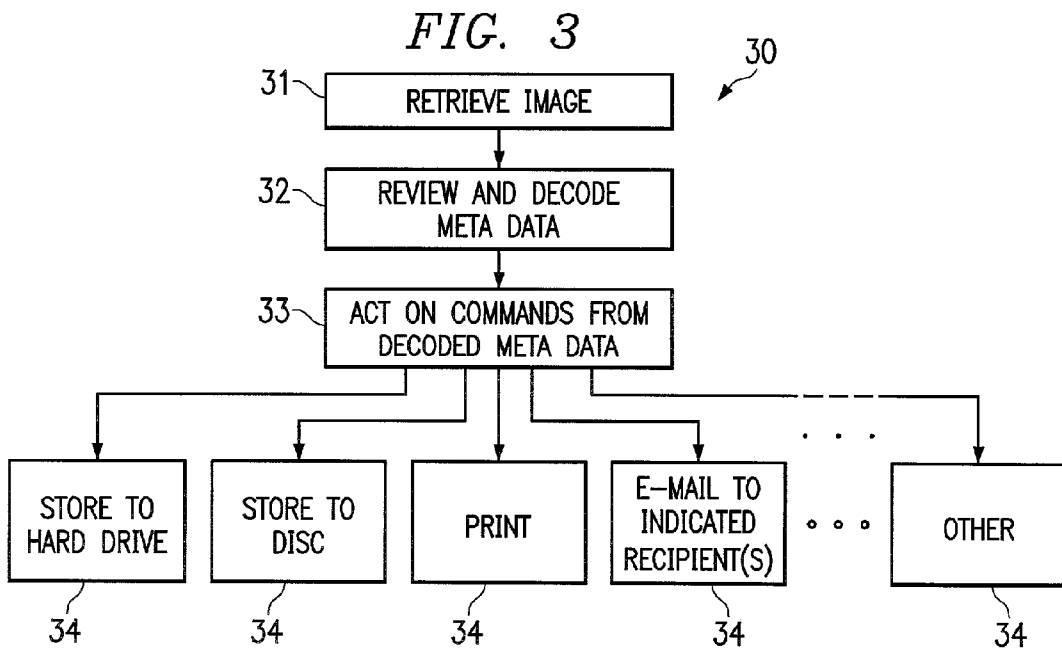 FIG. 3
30
31
RETRIEVE IMAGE
32
REVIEW AND DECODE
META DATA
33
ACT ON COMMANDS FROM
DECODED META DATA
STORE TO
HARD DRIVE
STORE TO
DISC
PRINT
E-MAIL TO
INDICATED
RECIPIENT(S)
OTHER
34
34
34
34
34